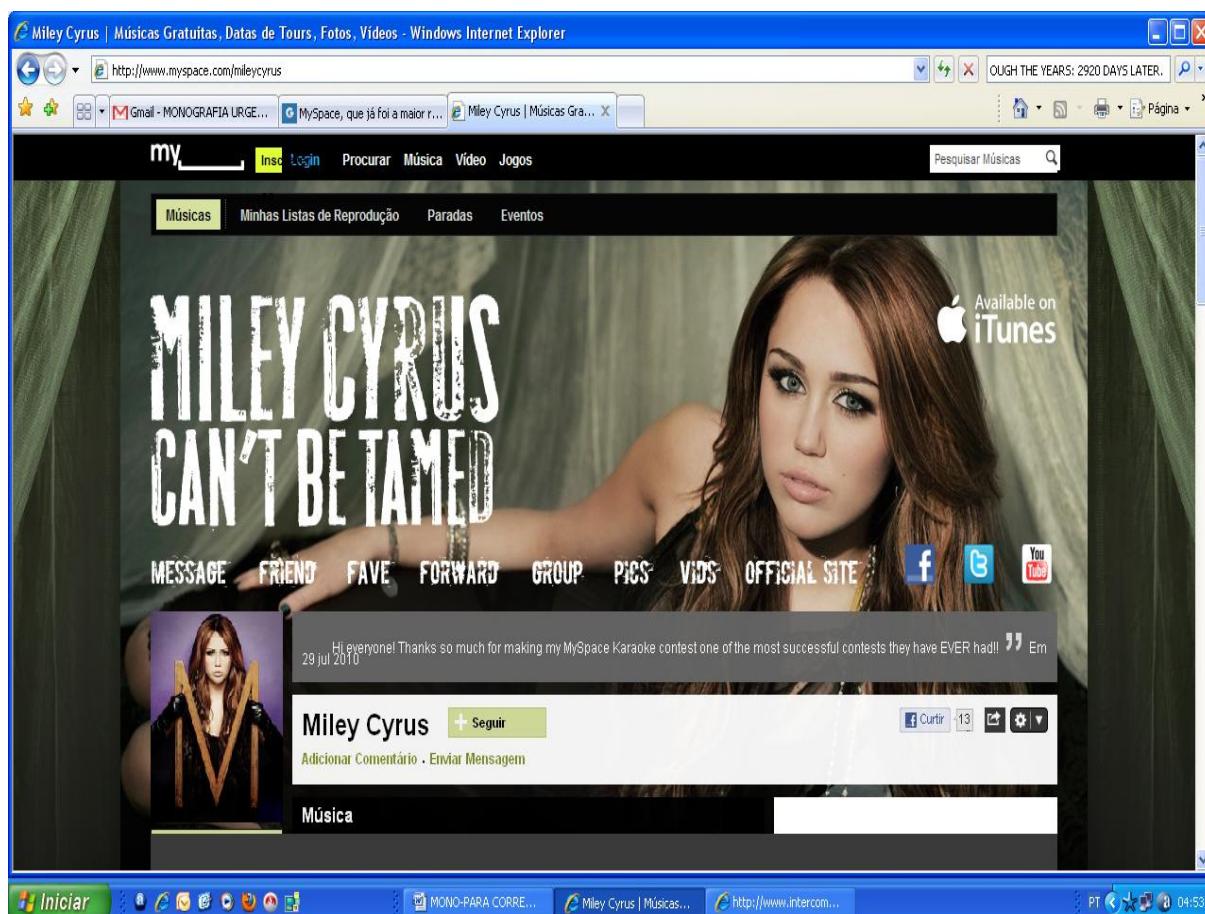 Miley Cyrus | Músicas Gratuitas, Datas de Tours, Fotos, Vídeos - Windows Internet Explorer
http://www.myspace.com/mileycyrus
OUGH THE YEARS: 2920 DAYS LATER.
Gmail - MONOGRAFIA URGE... MySpace, que já foi a maior r... Miley Cyrus | Músicas Gra... Página
my Insc Login Procurar Música Vídeo Jogos Pesquisar Músicas
Músicas Minhas Listas de Reprodução Paradas Eventos
MILEY CYRUS
CAN'T BE TAMED
Available on
iTunes
MESSAGE FRIEND FAVE FORWARD GROUP PICS VIDS OFFICIAL SITE
You
Tube
Hi everyone! Thanks so much for making my MySpace Karaoke contest one of the most successful contests they have EVER had!! ” Em
29 jul 2010
Miley Cyrus + Seguir Curtir 13
Adicionar Comentário . Enviar Mensagem
Música
Iniciar MONO-PARA CORRE... Miley Cyrus | Músicas... http://www.intercom... PT 04:53